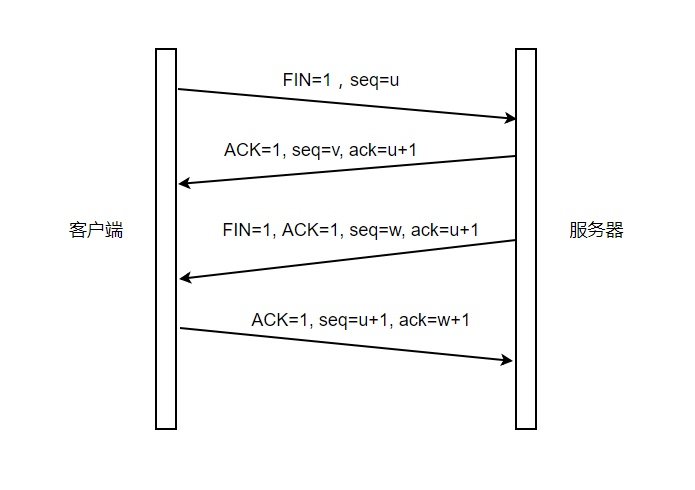 FIN=1，seq=u
ACK=1, seq=v, ack=u+1
客户端
FIN=1, ACK=1, seq=w, ack=u+1
服务器
ACK=1, seq=u+1, ack=w+1